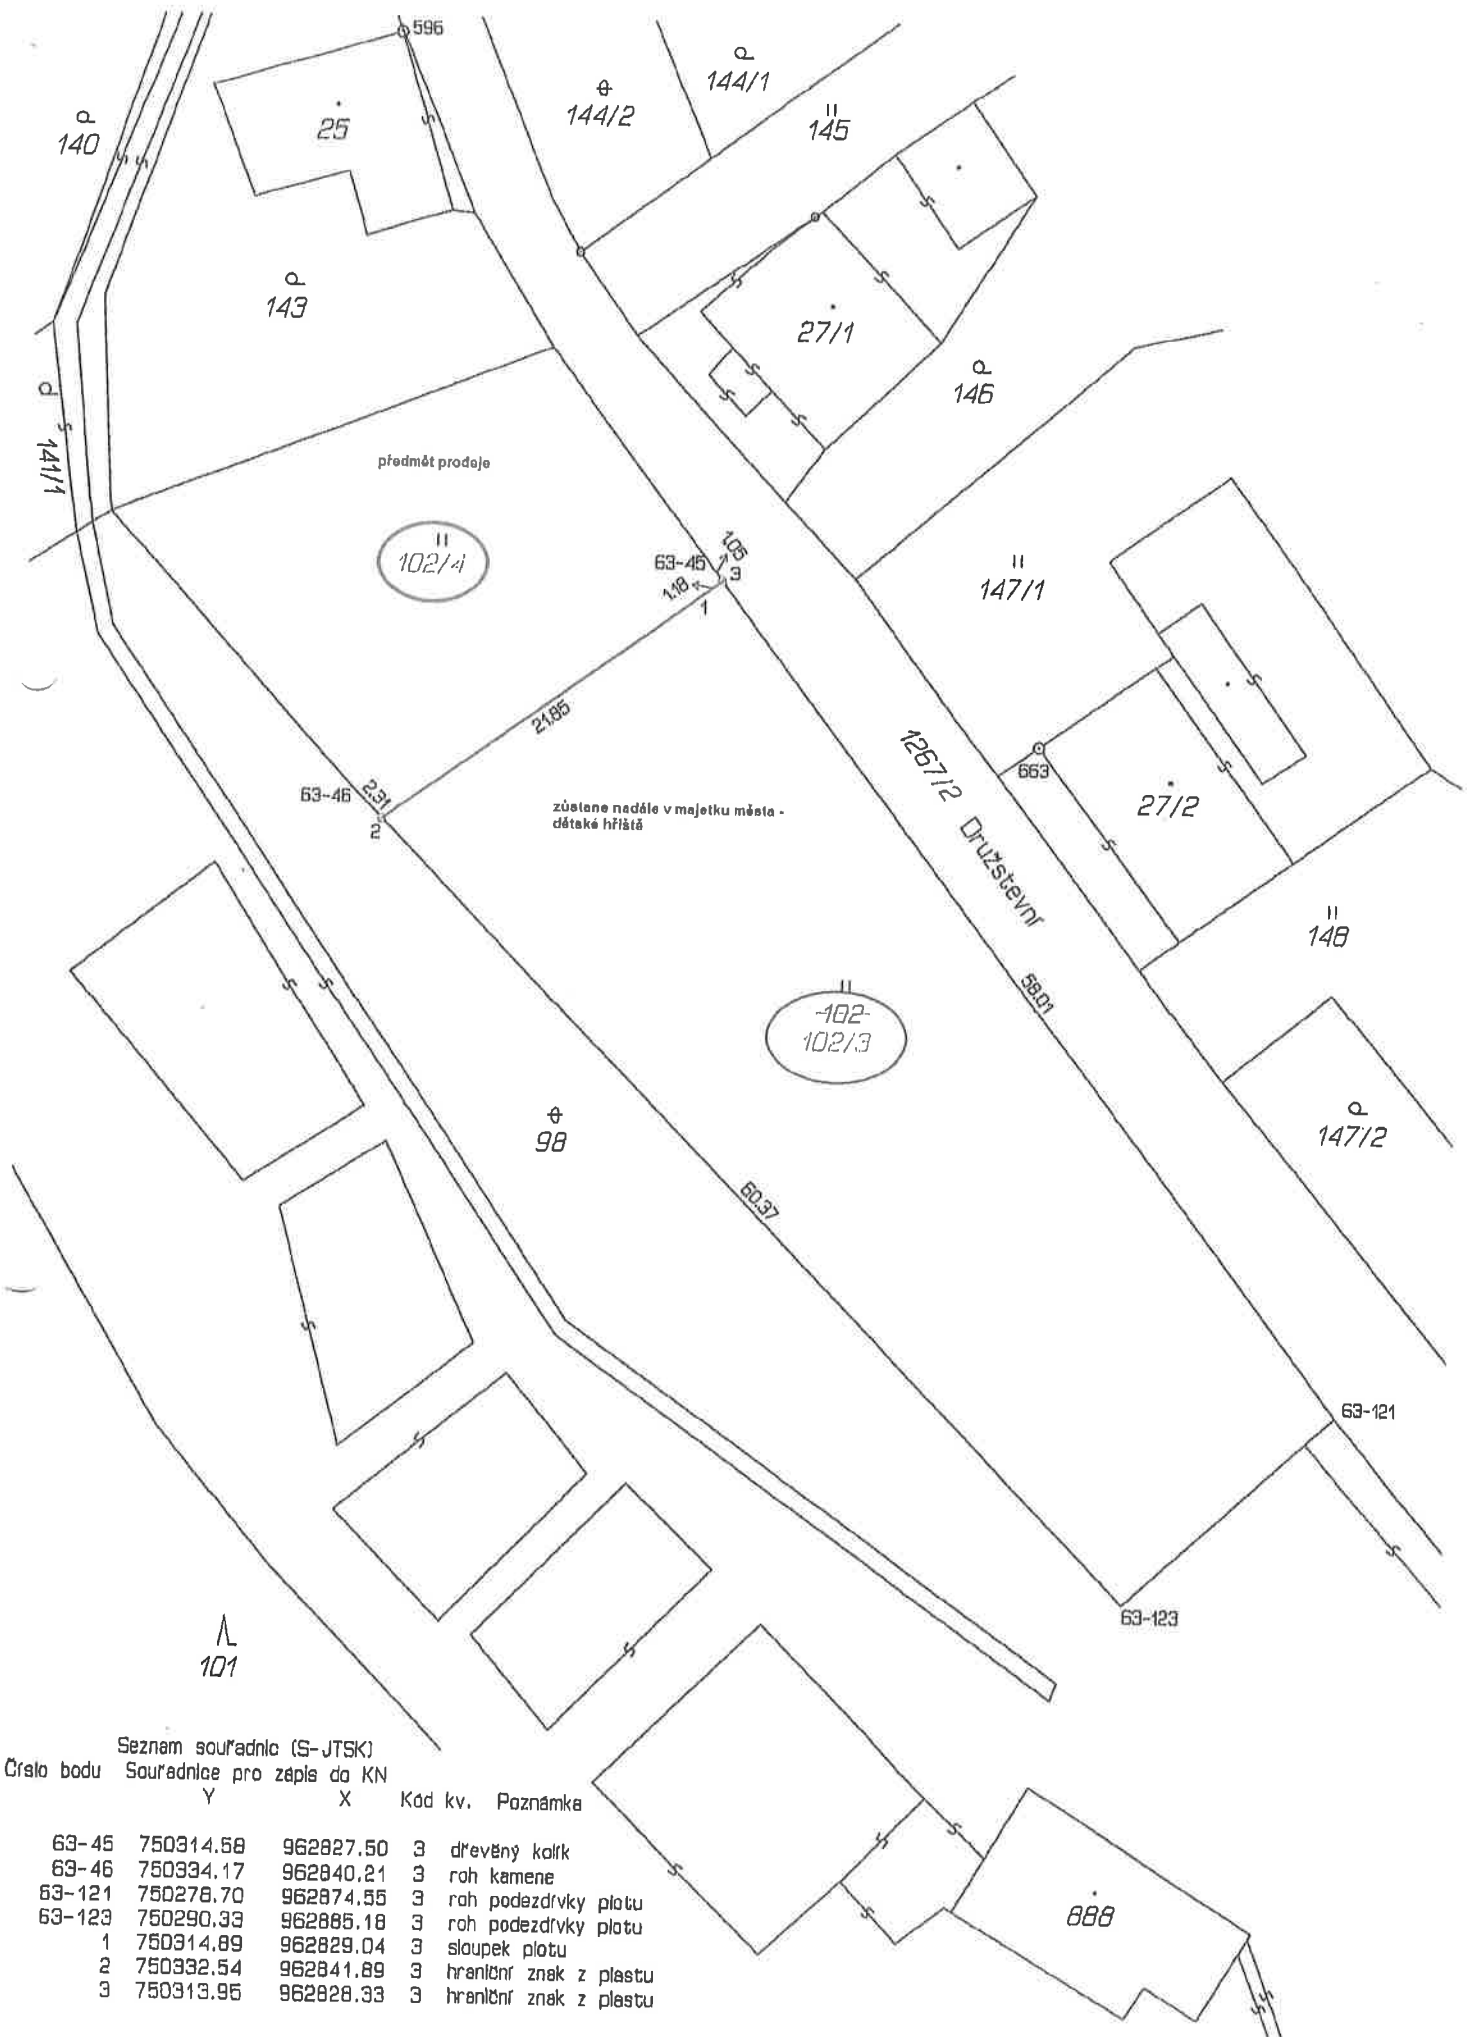 596
144/1
140
25
144/2
145
143
27/1
146
141/1
předmět prodeje
102/4
63-45
1.05
3
1.18
1
147/1
21.85
1267/2 Družstevní
663
27/2
63-46
2.31
2
zůstane nadále v majetku města -
dětské hřiště
148
58.01
102
102/3
98
147/2
60.37
63-121
63-123
101
Seznam souřadnic (S-JTSK)
Číslo bodu Souřadnice pro zápis do KN
Y X Kód kv. Poznámka
63-45 750314.58 962827.50 3 dřevěný kolík
63-46 750334.17 962840.21 3 roh kamene
63-121 750278.70 962874.55 3 roh podezdívky plotu
63-123 750290.33 962885.18 3 roh podezdívky plotu
1 750314.89 962829.04 3 sloupek plotu
2 750332.54 962841.89 3 hraniční znak z plastu
3 750313.95 962828.33 3 hraniční znak z plastu
888